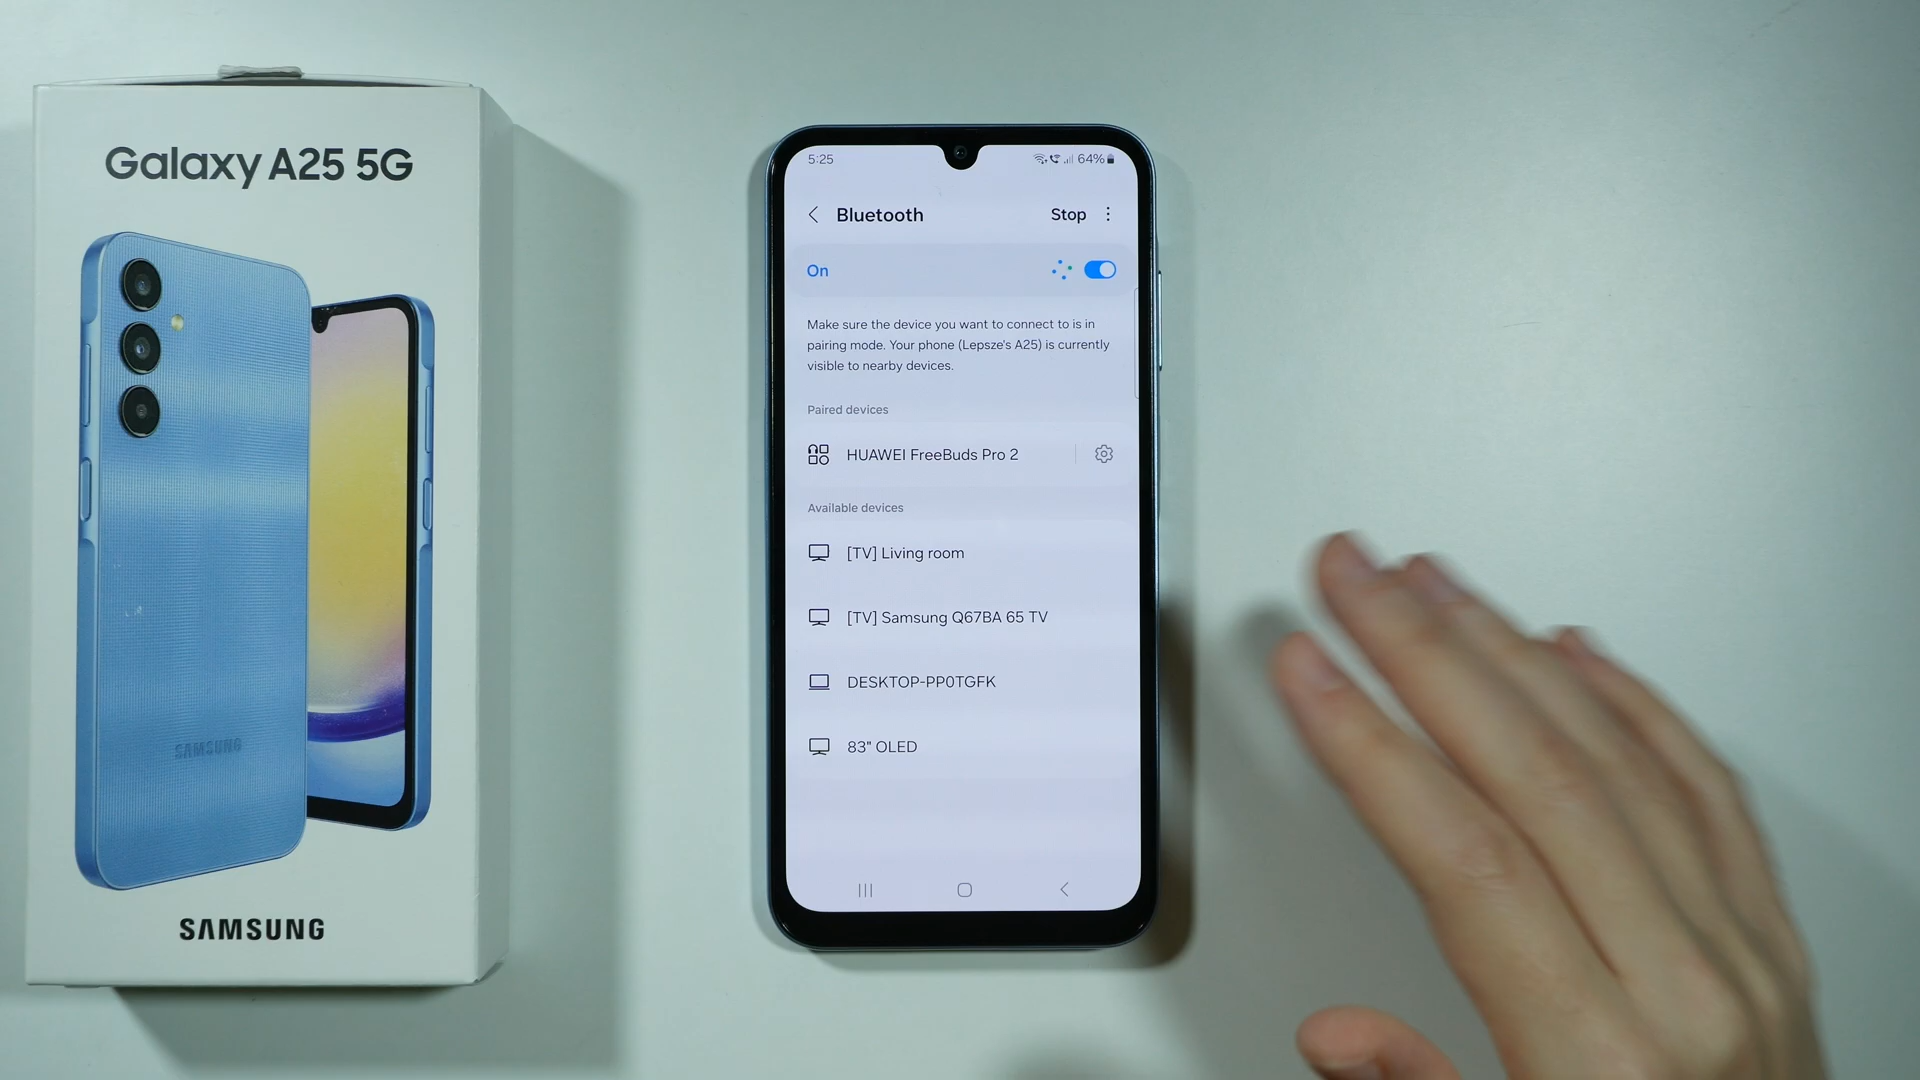 Galaxy A25 5G
SAMSUNG
SAMSUNG
5:25
64%
Bluetooth
Stop
On
Make sure the device you want to connect to is in
pairing mode. Your phone (Lepsze's A25) is currently
visible to nearby devices.
Paired devices
HUAWEI FreeBuds Pro 2
Available devices
[TV] Living room
[TV] Samsung Q67BA 65 TV
DESKTOP-PP0TGFK
83" OLED